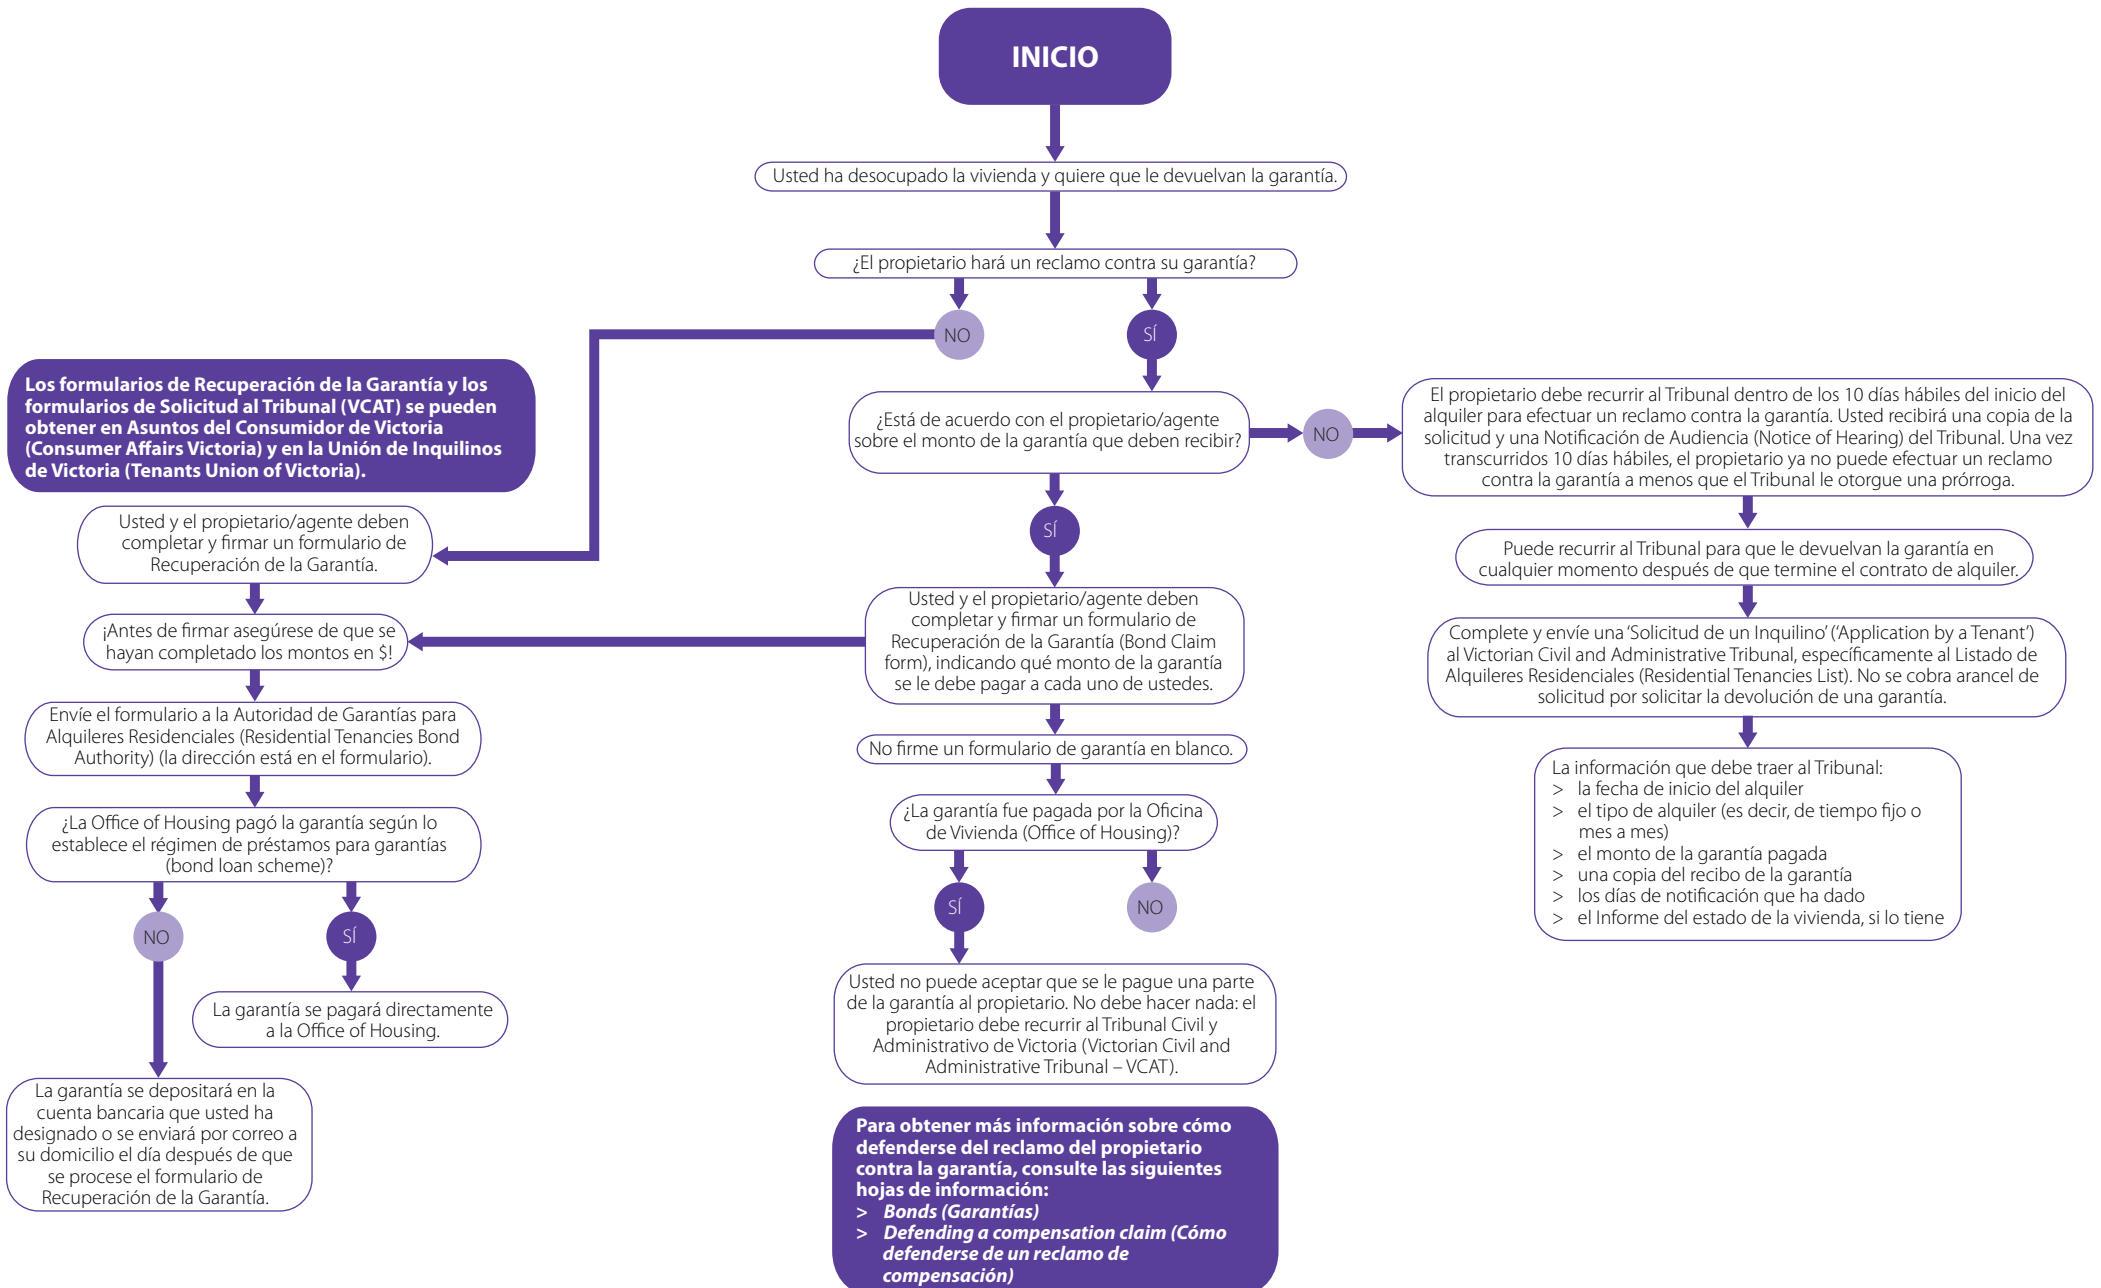 INICIO
Usted ha desocupado la vivienda y quiere que le devuelvan la garantía.
¿El propietario hará un reclamo contra su garantía?
NO
SÍ
Los formularios de Recuperación de la Garantía y los
formularios de Solicitud al Tribunal (VCAT) se pueden
obtener en Asuntos del Consumidor de Victoria
(Consumer Affairs Victoria) y en la Unión de Inquilinos
de Victoria (Tenants Union of Victoria).
¿Está de acuerdo con el propietario/agente
sobre el monto de la garantía que deben recibir?
NO
El propietario debe recurrir al Tribunal dentro de los 10 días hábiles del inicio del
alquiler para efectuar un reclamo contra la garantía. Usted recibirá una copia de la
solicitud y una Notificación de Audiencia (Notice of Hearing) del Tribunal. Una vez
transcurridos 10 días hábiles, el propietario ya no puede efectuar un reclamo
contra la garantía a menos que el Tribunal le otorgue una prórroga.
Usted y el propietario/agente deben
completar y firmar un formulario de
Recuperación de la Garantía.
SÍ
Puede recurrir al Tribunal para que le devuelvan la garantía en
cualquier momento después de que termine el contrato de alquiler.
¡Antes de firmar asegúrese de que se
hayan completado los montos en $!
Usted y el propietario/agente deben
completar y firmar un formulario de
Recuperación de la Garantía (Bond Claim
form), indicando qué monto de la garantía
se le debe pagar a cada uno de ustedes.
Complete y envíe una ‘Solicitud de un Inquilino’ (‘Application by a Tenant’)
al Victorian Civil and Administrative Tribunal, específicamente al Listado de
Alquileres Residenciales (Residential Tenancies List). No se cobra arancel de
solicitud por solicitar la devolución de una garantía.
Envíe el formulario a la Autoridad de Garantías para
Alquileres Residenciales (Residential Tenancies Bond
Authority) (la dirección está en el formulario).
No firme un formulario de garantía en blanco.
La información que debe traer al Tribunal:
> la fecha de inicio del alquiler
> el tipo de alquiler (es decir, de tiempo fijo o
mes a mes)
> el monto de la garantía pagada
> una copia del recibo de la garantía
> los días de notificación que ha dado
> el Informe del estado de la vivienda, si lo tiene
¿La Office of Housing pagó la garantía según lo
establece el régimen de préstamos para garantías
(bond loan scheme)?
¿La garantía fue pagada por la Oficina
de Vivienda (Office of Housing)?
NO
SÍ
SÍ
NO
La garantía se pagará directamente
a la Office of Housing.
Usted no puede aceptar que se le pague una parte
de la garantía al propietario. No debe hacer nada: el
propietario debe recurrir al Tribunal Civil y
Administrativo de Victoria (Victorian Civil and
Administrative Tribunal – VCAT).
La garantía se depositará en la
cuenta bancaria que usted ha
designado o se enviará por correo a
su domicilio el día después de que
se procese el formulario de
Recuperación de la Garantía.
Para obtener más información sobre cómo
defenderse del reclamo del propietario
contra la garantía, consulte las siguientes
hojas de información:
> Bonds (Garantías)
> Defending a compensation claim (Cómo
defenderse de un reclamo de
compensación)